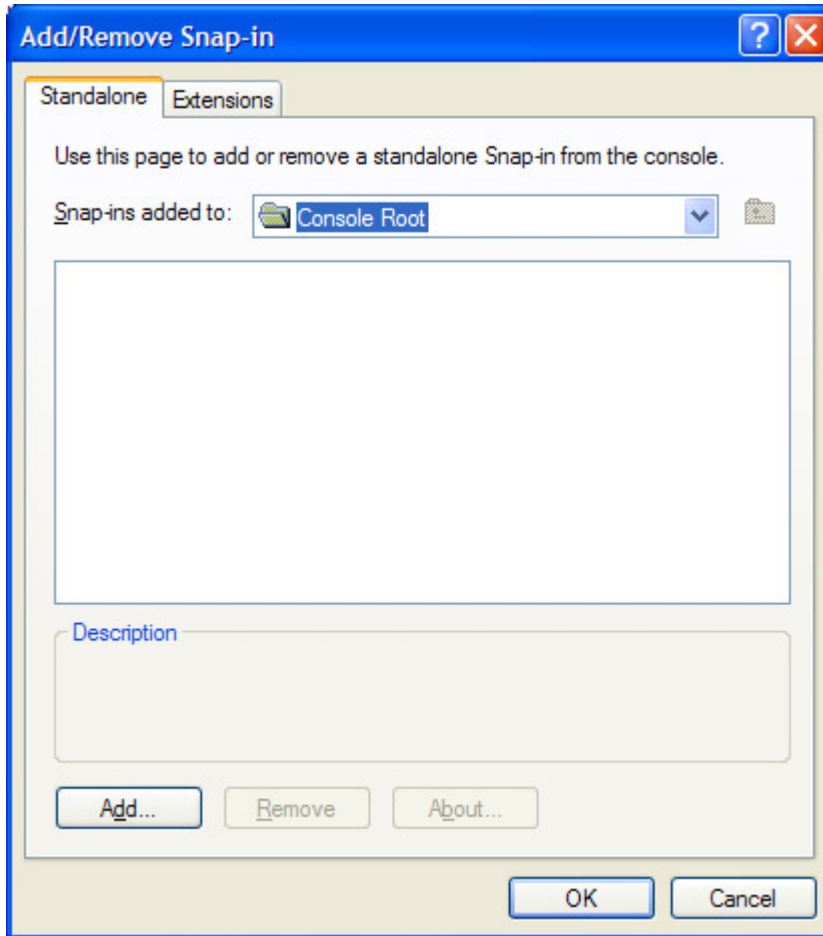 Add/Remove Snap-in
Standalone
Extensions
Use this page to add or remove a standalone Snap-in from the console.
Snap-ins added to:
Console Root
Description
Add...
Remove
About...
OK
Cancel